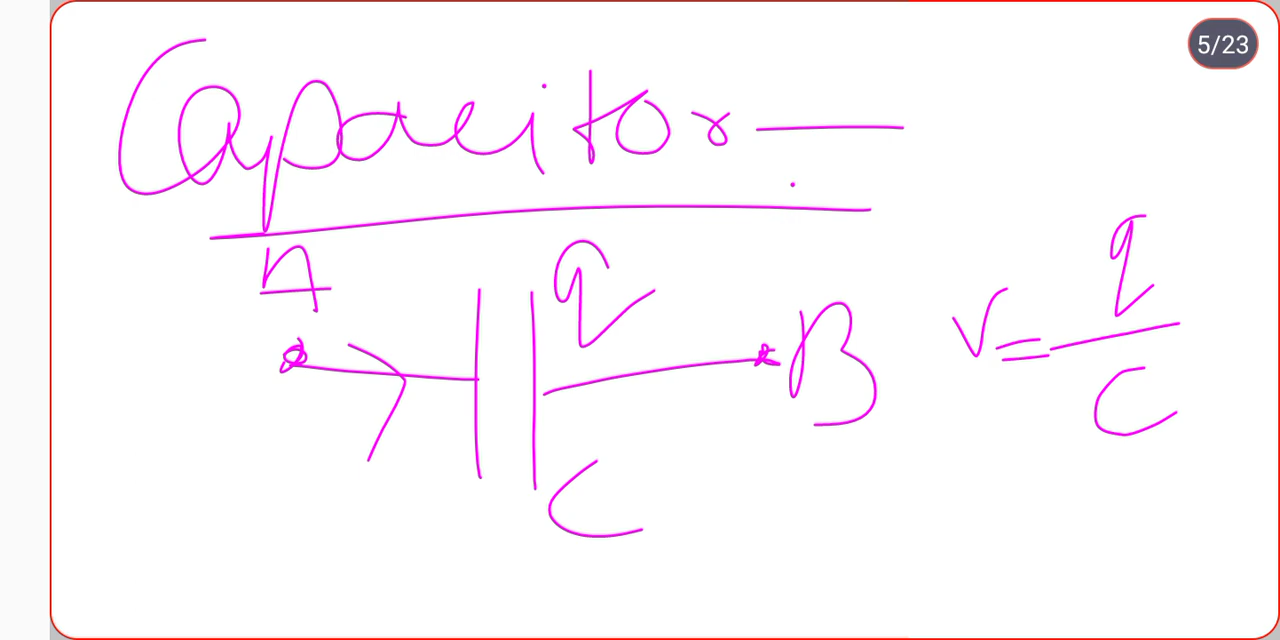 5/23
Capacitor —
A q
B V = q/C
C